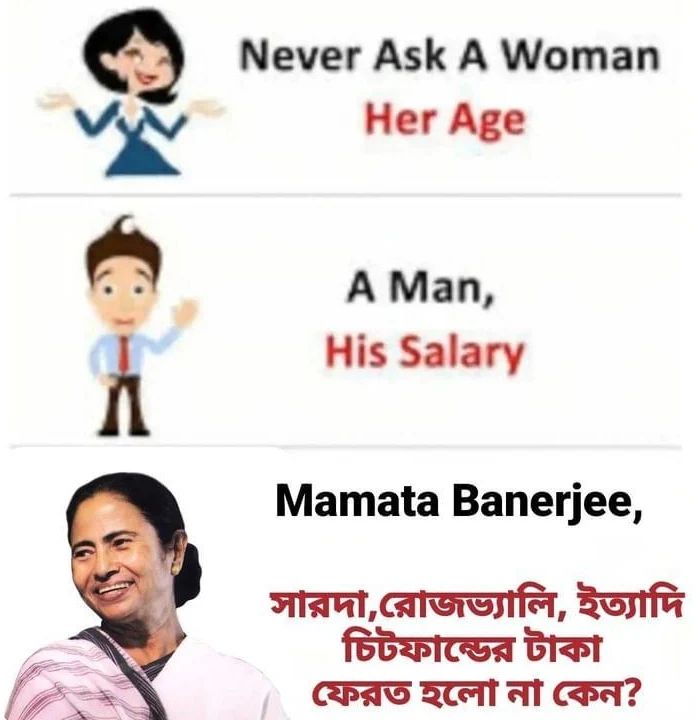 Never Ask A Woman
Her Age
A Man,
His Salary
Mamata Banerjee,
সারদা,রোজভ্যালি, ইত্যাদি
চিটফান্ডের টাকা
ফেরত হলো না কেন?